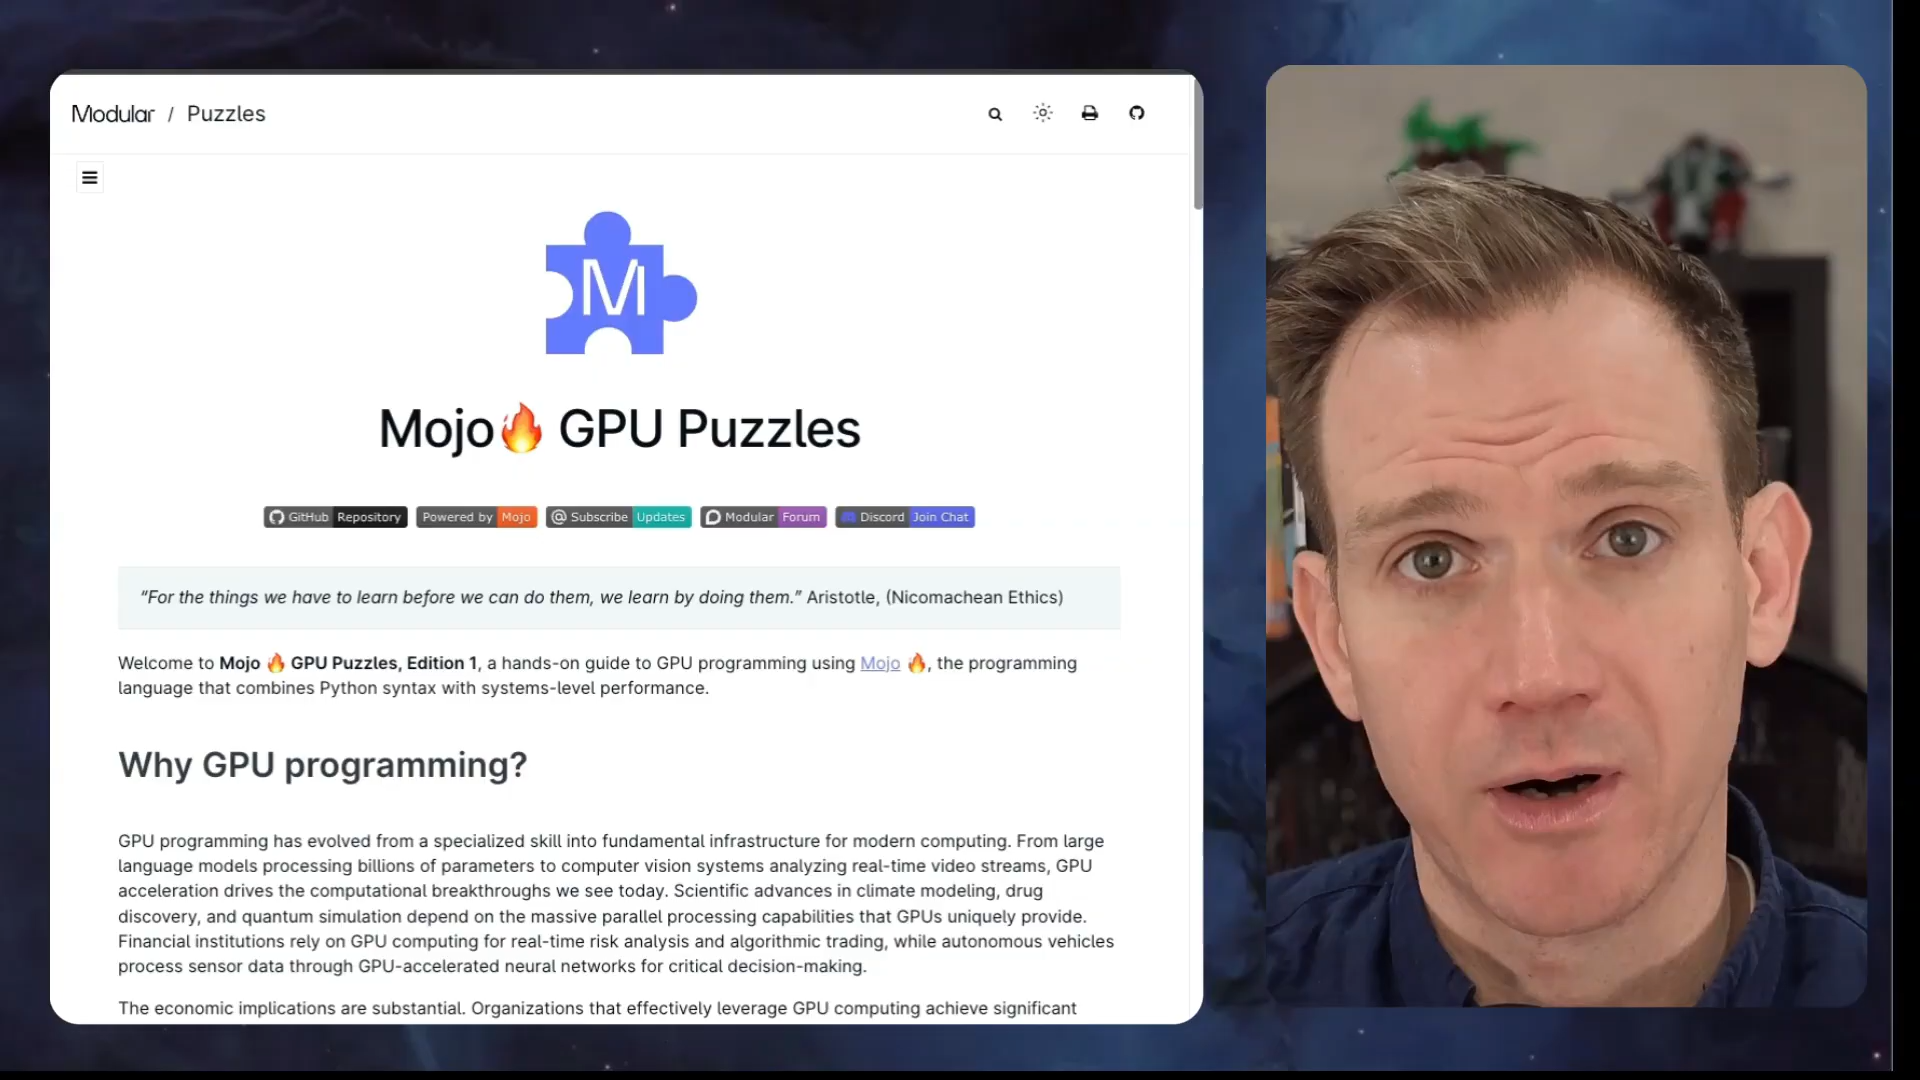 Modular / Puzzles
M
Mojo🔥 GPU Puzzles
GitHub Repository Powered by Mojo @ Subscribe Updates Modular Forum Discord Join Chat
“For the things we have to learn before we can do them, we learn by doing them.” Aristotle, (Nicomachean Ethics)
Welcome to Mojo 🔥 GPU Puzzles, Edition 1, a hands-on guide to GPU programming using Mojo 🔥, the programming
language that combines Python syntax with systems-level performance.
Why GPU programming?
GPU programming has evolved from a specialized skill into fundamental infrastructure for modern computing. From large
language models processing billions of parameters to computer vision systems analyzing real-time video streams, GPU
acceleration drives the computational breakthroughs we see today. Scientific advances in climate modeling, drug
discovery, and quantum simulation depend on the massive parallel processing capabilities that GPUs uniquely provide.
Financial institutions rely on GPU computing for real-time risk analysis and algorithmic trading, while autonomous vehicles
process sensor data through GPU-accelerated neural networks for critical decision-making.
The economic implications are substantial. Organizations that effectively leverage GPU computing achieve significant